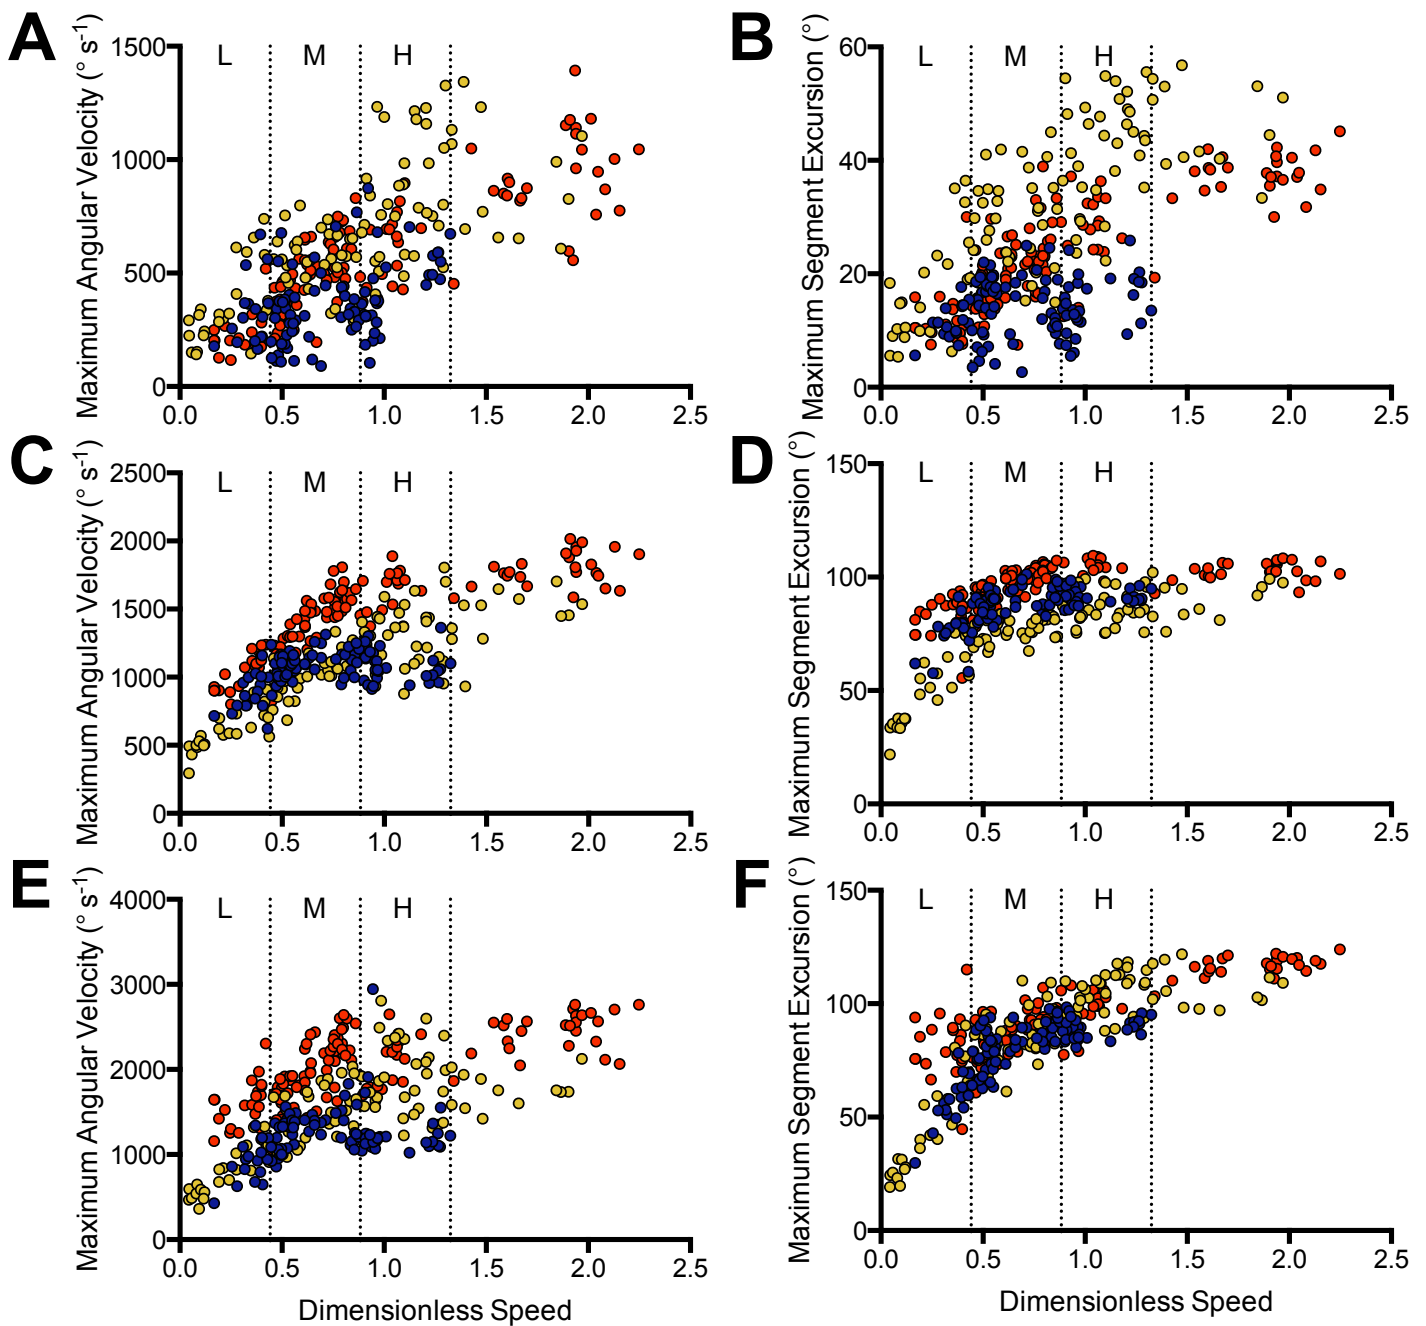 A
Maximum Angular Velocity (° s-1)
1500
1000
500
0
L M H
0.0 0.5 1.0 1.5 2.0 2.5
B
Maximum Segment Excursion (°)
60
40
20
0
L M H
0.0 0.5 1.0 1.5 2.0 2.5
C
Maximum Angular Velocity (° s-1)
2500
2000
1500
1000
500
0
L M H
0.0 0.5 1.0 1.5 2.0 2.5
D
Maximum Segment Excursion (°)
150
100
50
0
L M H
0.0 0.5 1.0 1.5 2.0 2.5
E
Maximum Angular Velocity (° s-1)
4000
3000
2000
1000
0
L M H
0.0 0.5 1.0 1.5 2.0 2.5
Dimensionless Speed
F
Maximum Segment Excursion (°)
150
100
50
0
L M H
0.0 0.5 1.0 1.5 2.0 2.5
Dimensionless Speed